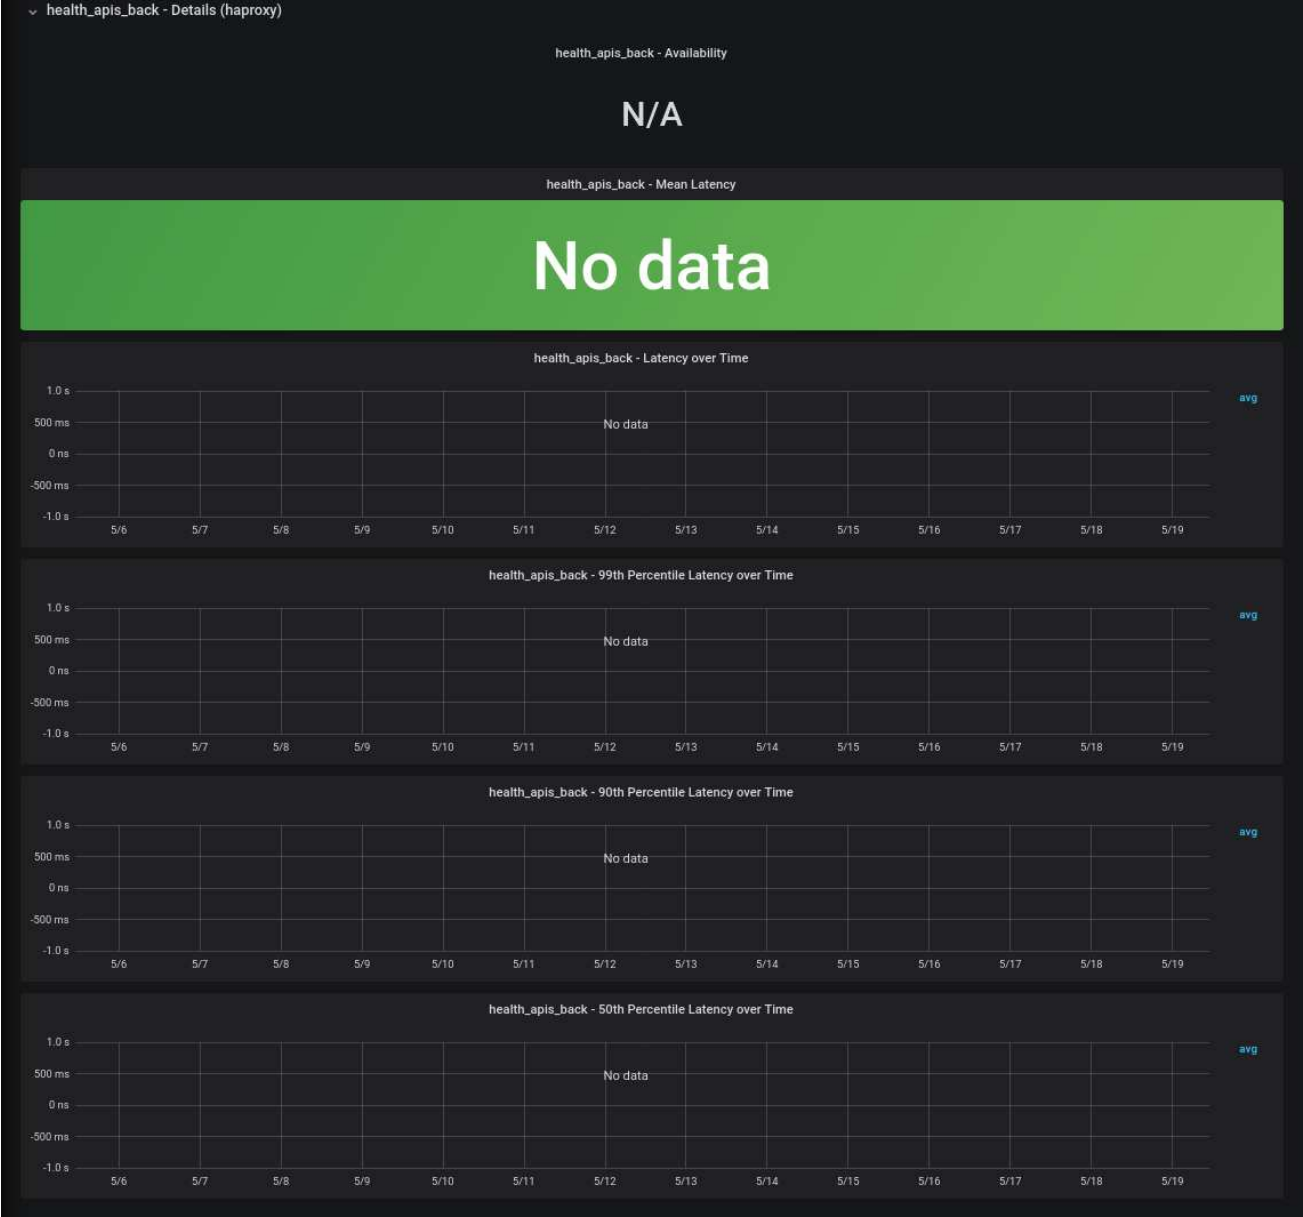 health_apis_back - Details (haproxy)
health_apis_back - Availability
N/A
health_apis_back - Mean Latency
No data
health_apis_back - Latency over Time
1.0 s
avg
500 ms
No data
0 ns
-500 ms
-1.0 s
5/6 5/7 5/8 5/9 5/10 5/11 5/12 5/13 5/14 5/15 5/16 5/17 5/18 5/19
health_apis_back - 99th Percentile Latency over Time
1.0 s
avg
500 ms
No data
0 ns
-500 ms
-1.0 s
5/6 5/7 5/8 5/9 5/10 5/11 5/12 5/13 5/14 5/15 5/16 5/17 5/18 5/19
health_apis_back - 90th Percentile Latency over Time
1.0 s
avg
500 ms
No data
0 ns
-500 ms
-1.0 s
5/6 5/7 5/8 5/9 5/10 5/11 5/12 5/13 5/14 5/15 5/16 5/17 5/18 5/19
health_apis_back - 50th Percentile Latency over Time
1.0 s
avg
500 ms
No data
0 ns
-500 ms
-1.0 s
5/6 5/7 5/8 5/9 5/10 5/11 5/12 5/13 5/14 5/15 5/16 5/17 5/18 5/19